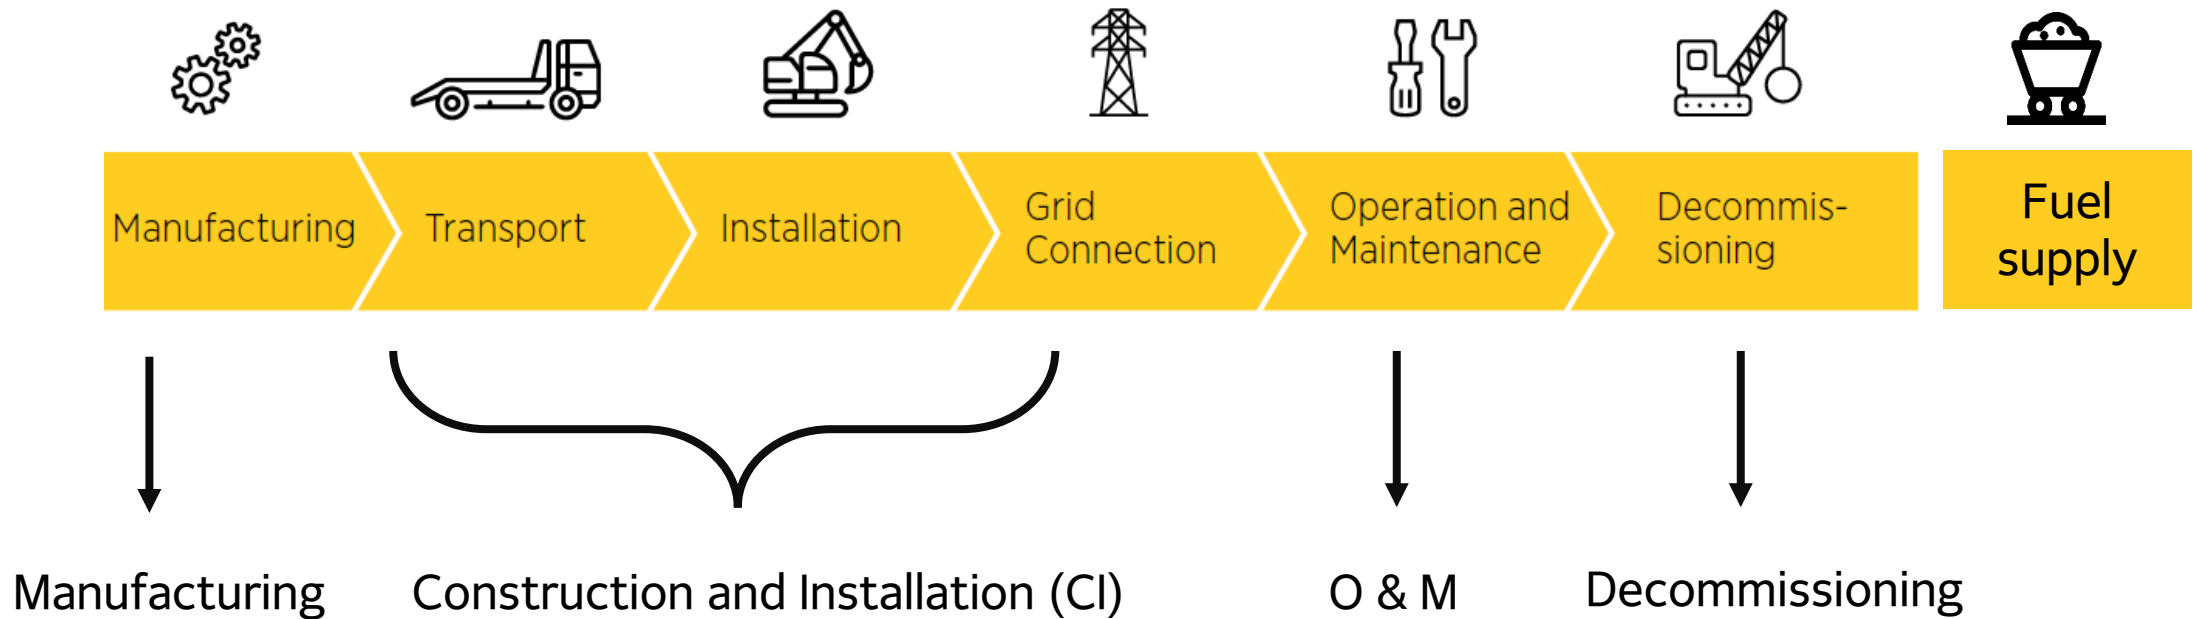 Manufacturing
Transport
Installation
Grid
Connection
Operation and
Maintenance
Decommis-
sioning
Fuel
supply
Manufacturing
Construction and Installation (CI)
O & M
Decommissioning